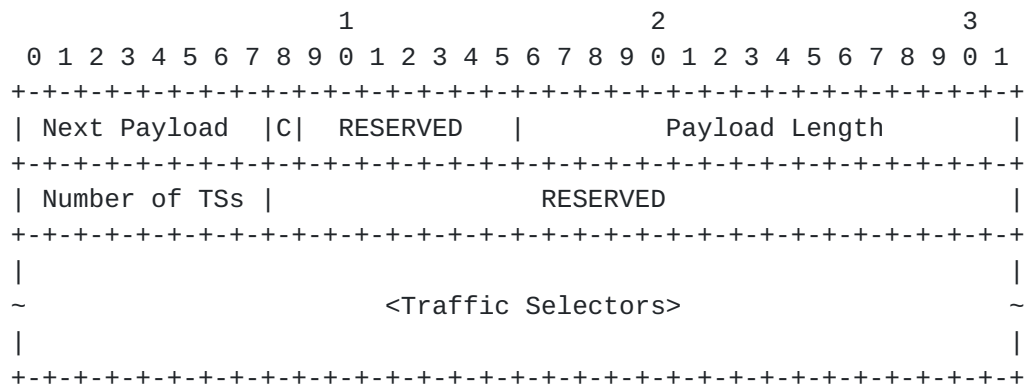 1                   2                   3
 0 1 2 3 4 5 6 7 8 9 0 1 2 3 4 5 6 7 8 9 0 1 2 3 4 5 6 7 8 9 0 1
+-+-+-+-+-+-+-+-+-+-+-+-+-+-+-+-+-+-+-+-+-+-+-+-+-+-+-+-+-+-+-+-+
| Next Payload  |C|  RESERVED   |         Payload Length        |
+-+-+-+-+-+-+-+-+-+-+-+-+-+-+-+-+-+-+-+-+-+-+-+-+-+-+-+-+-+-+-+-+
| Number of TSs |                 RESERVED                      |
+-+-+-+-+-+-+-+-+-+-+-+-+-+-+-+-+-+-+-+-+-+-+-+-+-+-+-+-+-+-+-+-+
|                                                               |
~                       <Traffic Selectors>                     ~
|                                                               |
+-+-+-+-+-+-+-+-+-+-+-+-+-+-+-+-+-+-+-+-+-+-+-+-+-+-+-+-+-+-+-+-+